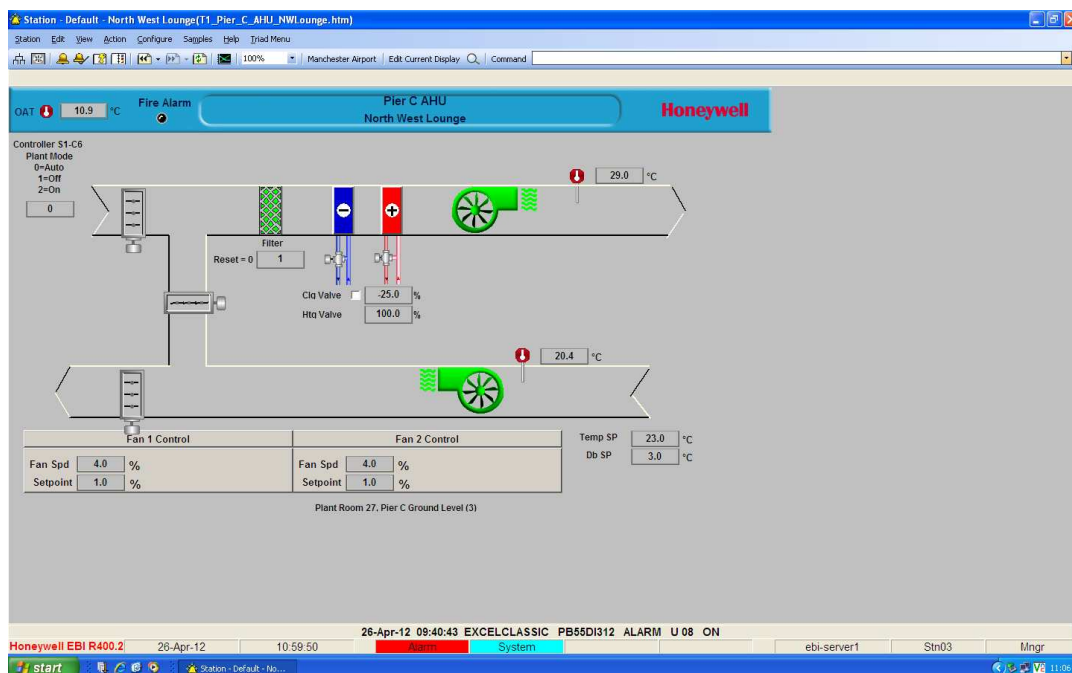 Station - Default - North West Lounge(T1_Pier_C_AHU_NWLounge.htm)
Station Edit View Action Configure Samples Help Triad Menu
100% Manchester Airport Edit Current Display Command
OAT 10.9 °C Fire Alarm Pier C AHU Honeywell
North West Lounge
Controller S1-C6
Plant Mode
0=Auto
1=Off
2=On
0
29.0 °C
Filter
Reset = 0 1
Clg Valve -25.0 %
Htg Valve 100.0 %
20.4 °C
Fan 1 Control Fan 2 Control
Fan Spd 4.0 % Fan Spd 4.0 %
Setpoint 1.0 % Setpoint 1.0 %
Temp SP 23.0 °C
Db SP 3.0 °C
Plant Room 27, Pier C Ground Level (3)
26-Apr-12 09:40:43 EXCELCLASSIC PB55DI312 ALARM U 08 ON
Honeywell EBI R400.2 26-Apr-12 10:59:50 Alarm System ebi-server1 Stn03 Mngr
start Station - Default - No... 11:06